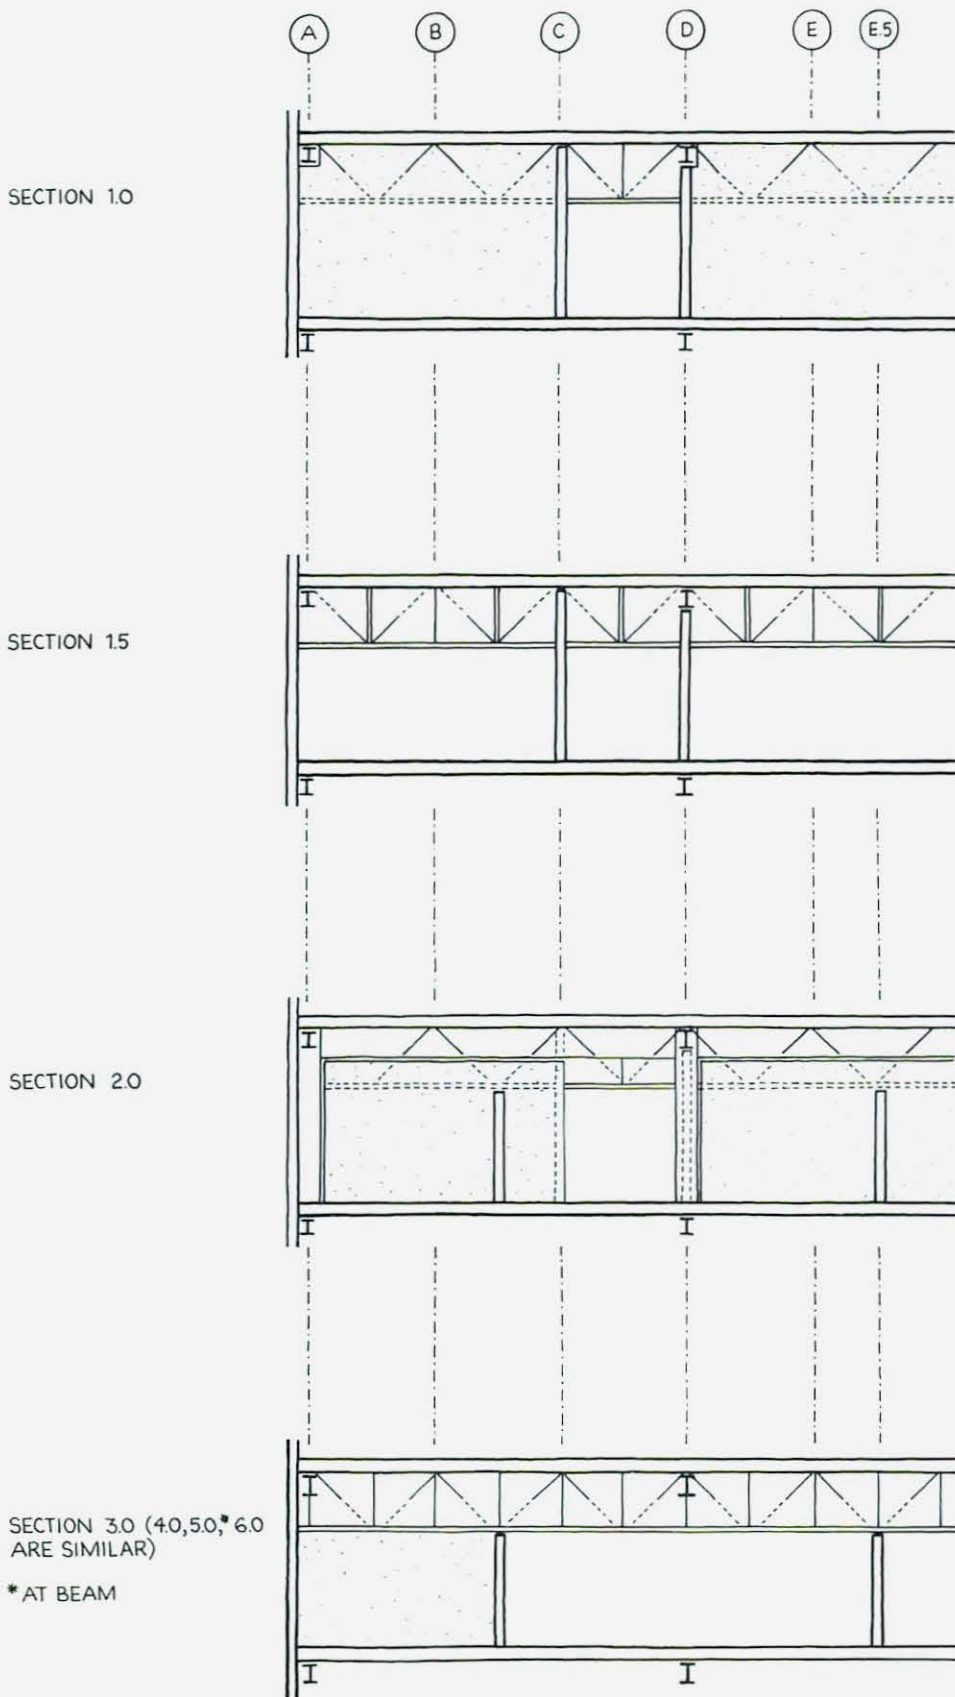 A B C D E E.5
SECTION 1.0
SECTION 1.5
SECTION 2.0
SECTION 3.0 (4.0, 5.0,* 6.0
ARE SIMILAR)
* AT BEAM